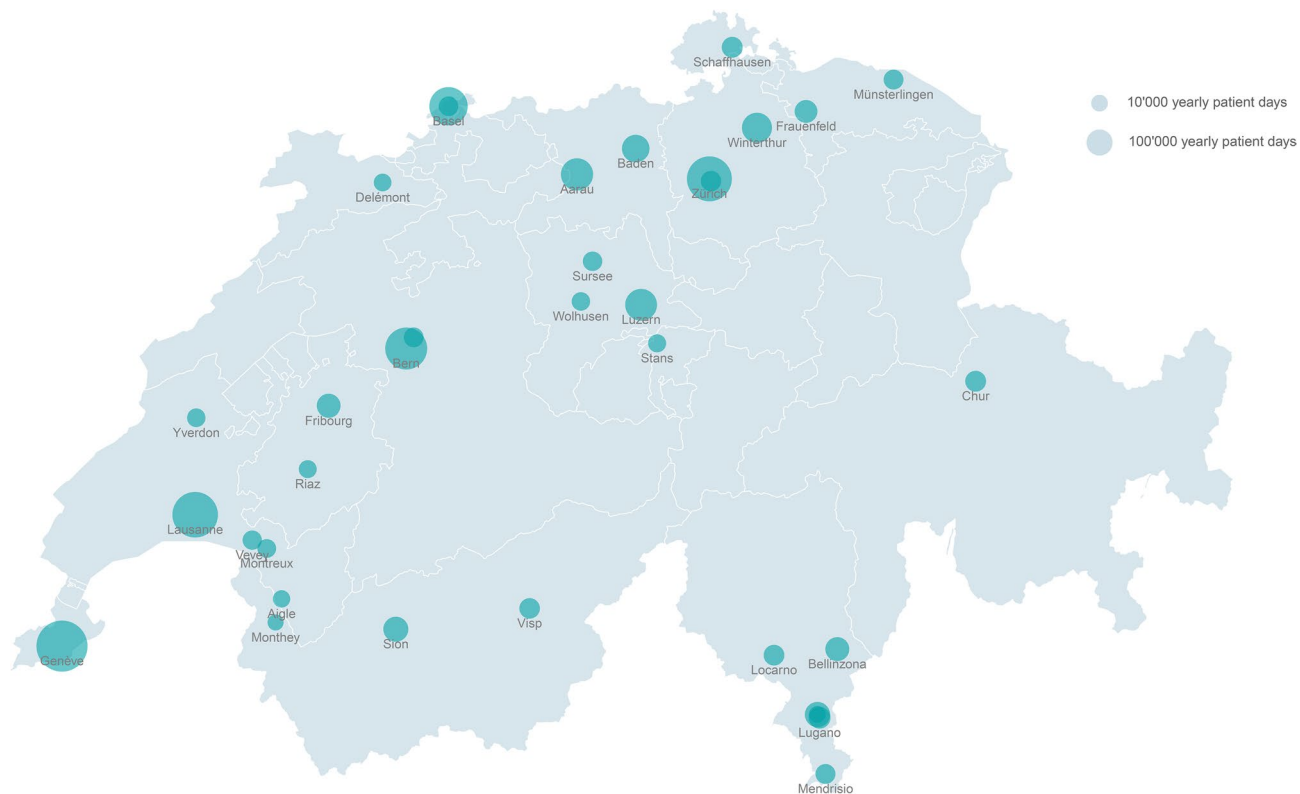 Schaffhausen
Münsterlingen
10'000 yearly patient days
Basel
Frauenfeld
Winterthur
100'000 yearly patient days
Baden
Aarau
Zürich
Delémont
Sursee
Wolhusen
Luzern
Stans
Bern
Chur
Fribourg
Yverdon
Riaz
Lausanne
Vevey
Montreux
Aigle
Visp
Monthey
Sion
Genève
Bellinzona
Locarno
Lugano
Mendrisio